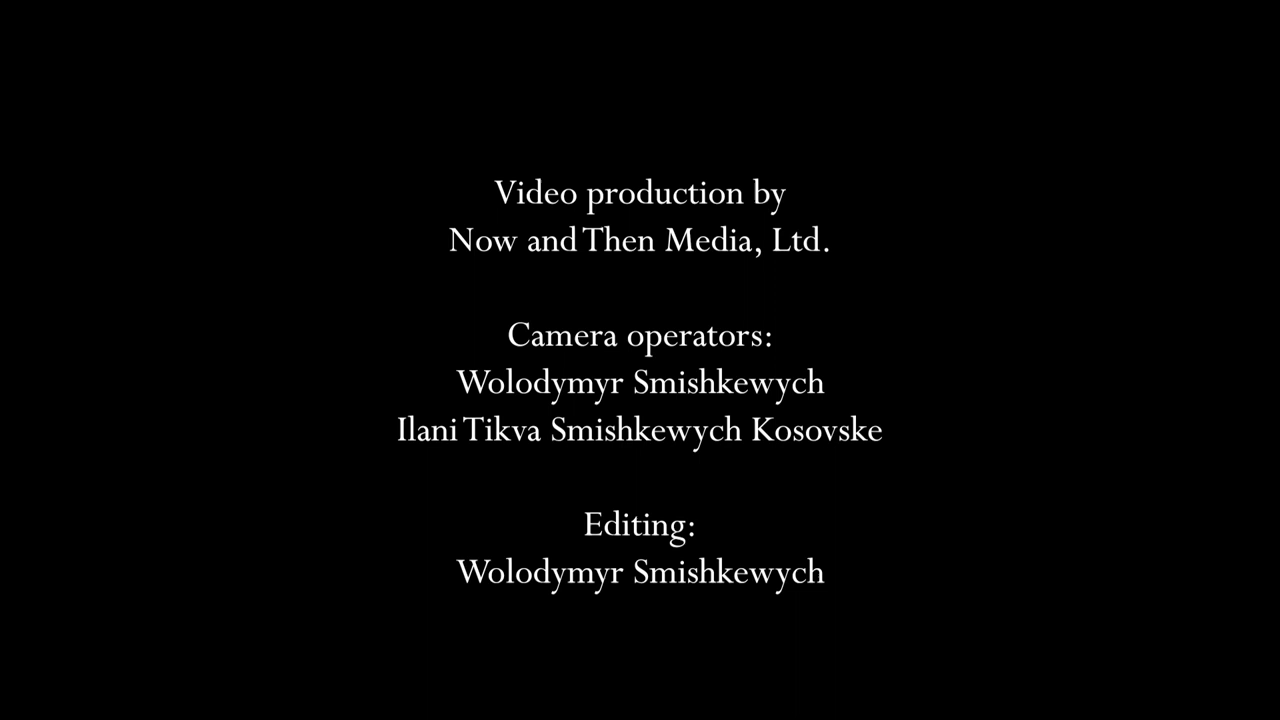 Video production by
Now and Then Media, Ltd.
Camera operators:
Wolodymyr Smishkewych
Ilani Tikva Smishkewych Kosovske
Editing:
Wolodymyr Smishkewych